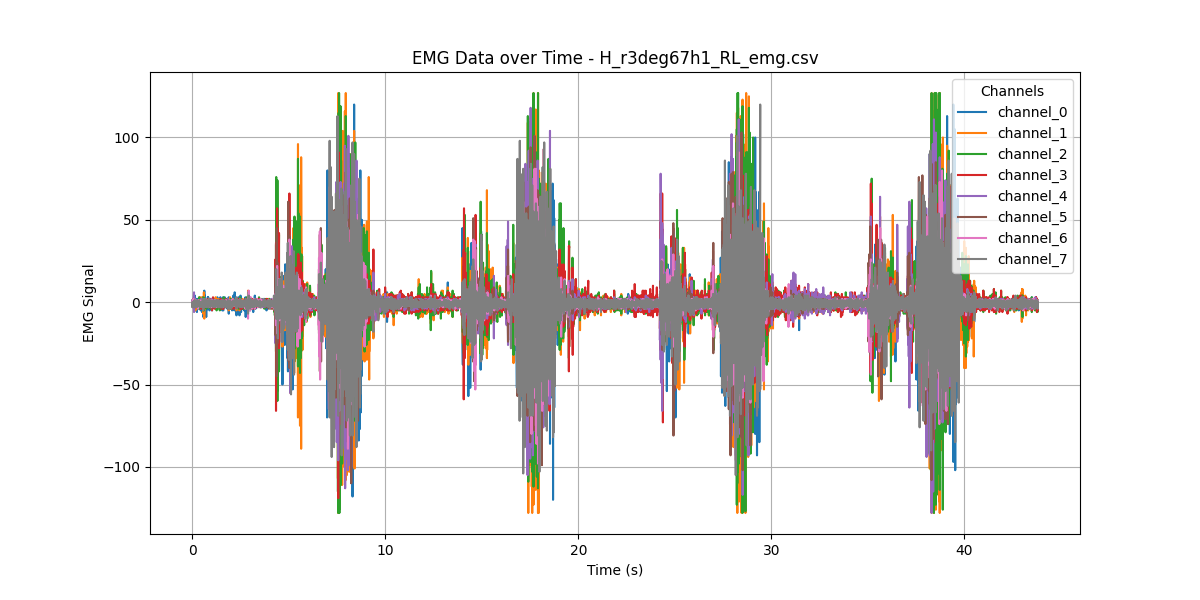 EMG Data over Time - H_r3deg67h1_RL_emg.csv
Channels
channel_0
channel_1
channel_2
channel_3
channel_4
channel_5
channel_6
channel_7
EMG Signal
100
50
0
−50
−100
0 10 20 30 40
Time (s)